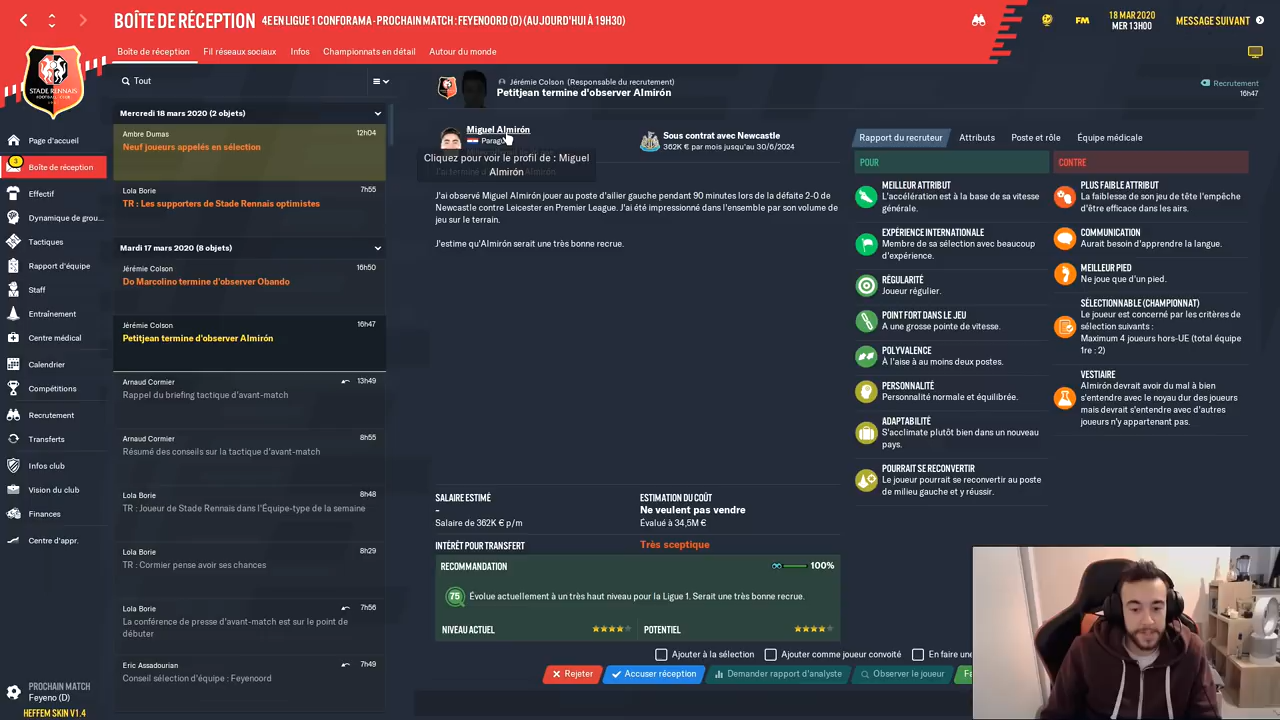 BOÎTE DE RÉCEPTION
4E EN LIGUE 1 CONFORAMA - PROCHAIN MATCH : FEYENOORD (D) (AUJOURD'HUI À 19H30)
FM
18 MAR 2020
MER 13H00
MESSAGE SUIVANT
Boîte de réception
Fil réseaux sociaux
Infos
Championnats en détail
Autour du monde
STADE RENNAIS
FOOTBALL CLUB
Page d'accueil
3
Boîte de réception
Effectif
Dynamique de grou...
Tactiques
Rapport d'équipe
Staff
Entraînement
Centre médical
Calendrier
Compétitions
Recrutement
Transferts
Infos club
Vision du club
Finances
Centre d'appr.
PROCHAIN MATCH
Feyeno (D)
HEFFEM SKIN V1.4
Tout
Mercredi 18 mars 2020 (2 objets)
Ambre Dumas 12h04
Neuf joueurs appelés en sélection
Lola Borie 7h55
TR : Les supporters de Stade Rennais optimistes
Mardi 17 mars 2020 (8 objets)
Jérémie Colson 16h50
Do Marcolino termine d'observer Obando
Jérémie Colson 16h47
Petitjean termine d'observer Almirón
Arnaud Cormier 13h49
Rappel du briefing tactique d'avant-match
Arnaud Cormier 8h55
Résumé des conseils sur la tactique d'avant-match
Lola Borie 8h48
TR : Joueur de Stade Rennais dans l'Équipe-type de la semaine
Lola Borie 8h29
TR : Cormier pense avoir ses chances
Lola Borie 7h56
La conférence de presse d'avant-match est sur le point de
débuter
Eric Assadourian 7h49
Conseil sélection d'équipe : Feyenoord
Jérémie Colson (Responsable du recrutement)
Petitjean termine d'observer Almirón
Recrutement
16h47
Miguel Almirón
Cliquez pour voir le profil de : Miguel
Almirón
Sous contrat avec Newcastle
362K € par mois jusqu'au 30/6/2024
J'ai observé Miguel Almirón jouer au poste d'ailier gauche pendant 90 minutes lors de la défaite 2-0 de
Newcastle contre Leicester en Premier League. J'ai été impressionné dans l'ensemble par son volume de
jeu sur le terrain.
J'estime qu'Almirón serait une très bonne recrue.
SALAIRE ESTIMÉ
-
Salaire de 362K € p/m
ESTIMATION DU COÛT
Ne veulent pas vendre
Évalué à 34,5M €
INTÉRÊT POUR TRANSFERT
Très sceptique
RECOMMANDATION
100%
75
Évolue actuellement à un très haut niveau pour la Ligue 1. Serait une très bonne recrue.
NIVEAU ACTUEL
POTENTIEL
Ajouter à la sélection
Ajouter comme joueur convoité
En faire une
Rejeter
Accuser réception
Demander rapport d'analyste
Observer le joueur
Rapport du recruteur
Attributs
Poste et rôle
Équipe médicale
POUR
MEILLEUR ATTRIBUT
L'accélération est à la base de sa vitesse
générale.
EXPÉRIENCE INTERNATIONALE
Membre de sa sélection avec beaucoup
d'expérience.
RÉGULARITÉ
Joueur régulier.
POINT FORT DANS LE JEU
A une grosse pointe de vitesse.
POLYVALENCE
À l'aise à au moins deux postes.
PERSONNALITÉ
Personnalité normale et équilibrée.
ADAPTABILITÉ
S'acclimate plutôt bien dans un nouveau
pays.
POURRAIT SE RECONVERTIR
Le joueur pourrait se reconvertir au poste
de milieu gauche et y réussir.
CONTRE
PLUS FAIBLE ATTRIBUT
La faiblesse de son jeu de tête l'empêche
d'être efficace dans les airs.
COMMUNICATION
Aurait besoin d'apprendre la langue.
MEILLEUR PIED
Ne joue que d'un pied.
SÉLECTIONNABLE (CHAMPIONNAT)
Le joueur est concerné par les critères de
sélection suivants :
Maximum 4 joueurs hors-UE (total équipe
1re : 2)
VESTIAIRE
Almirón devrait avoir du mal à bien
s'entendre avec le noyau dur des joueurs
mais devrait s'entendre avec d'autres
joueurs n'y appartenant pas.